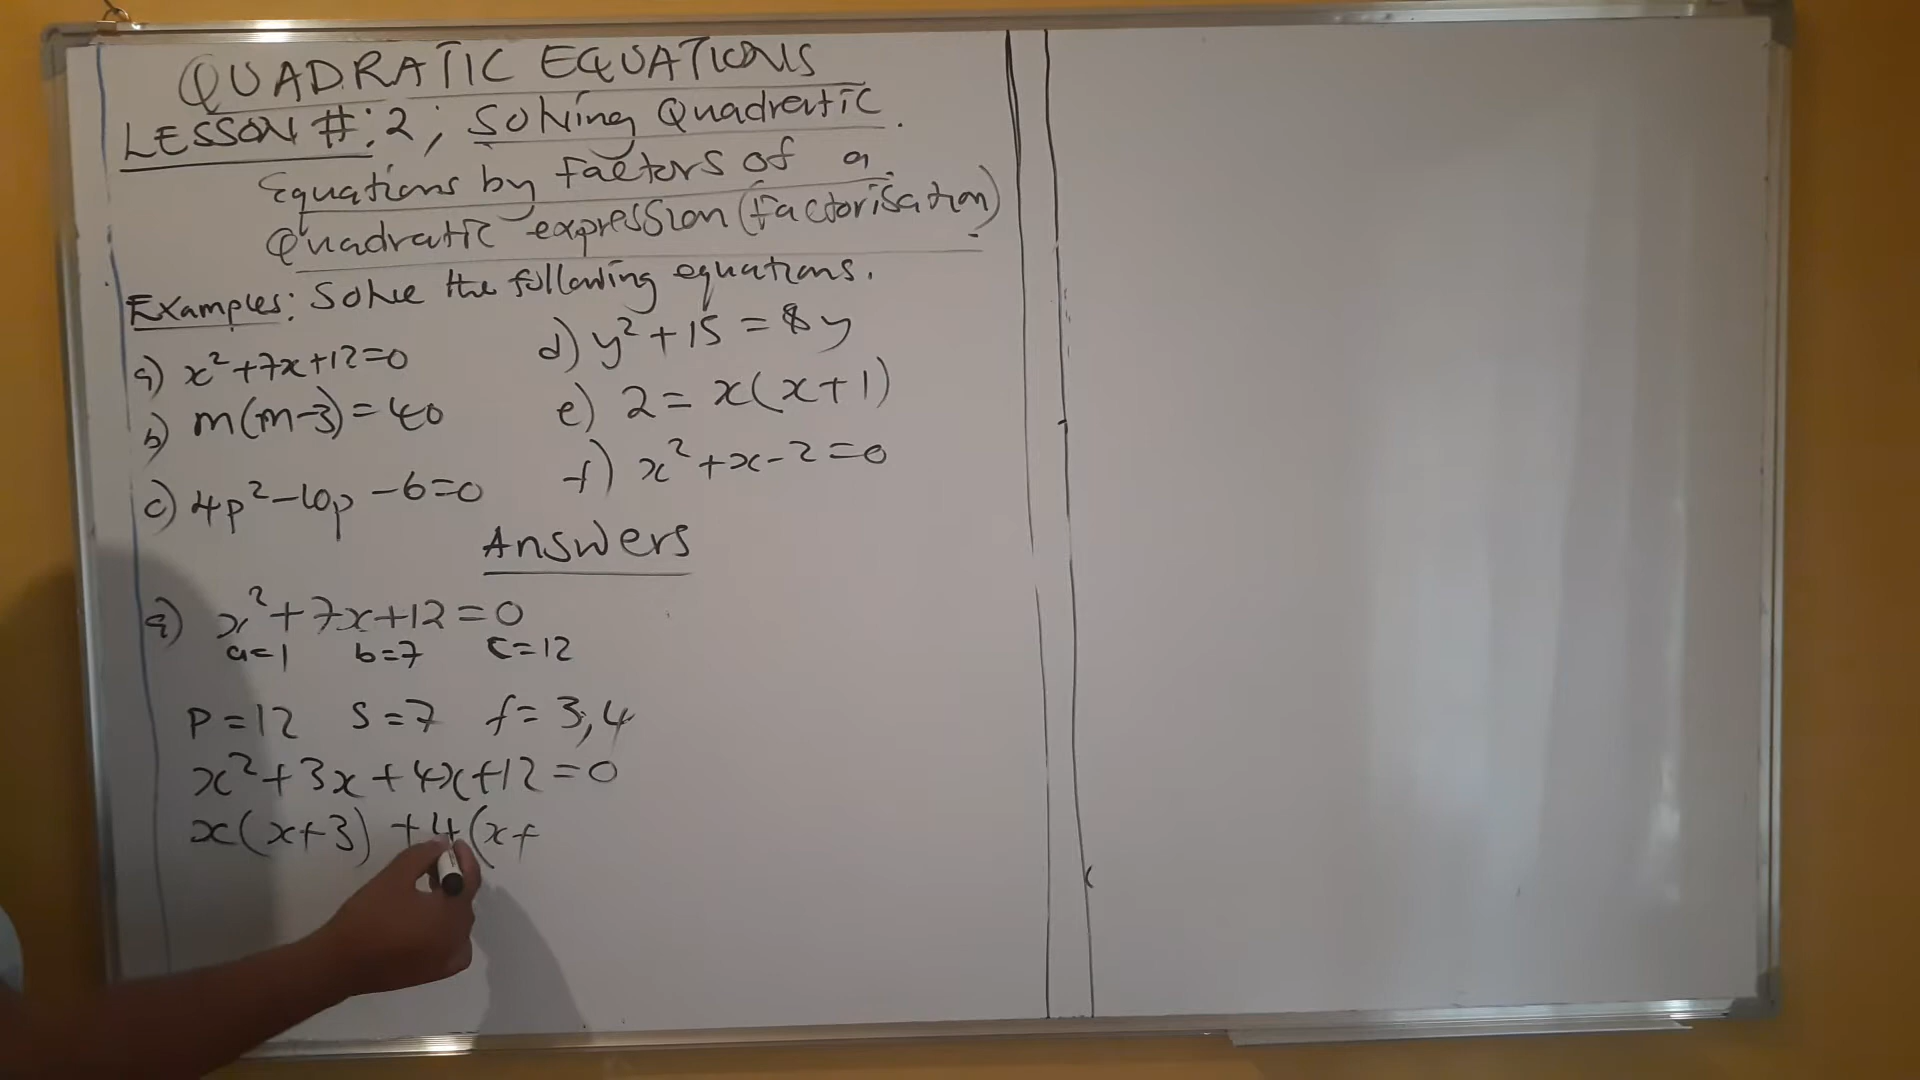 QUADRATIC EQUATIONS
LESSON #: 2; Solving Quadratic
Equations by factors of a
Quadratic expression (factorisation)
Examples: Solve the following equations.
a) x²+7x+12=0
b) m(m-3)=40
c) 4p²-10p-6=0
d) y²+15=8y
e) 2=x(x+1)
f) x²+x-2=0
Answers
a) x²+7x+12=0
a=1 b=7 c=12
P=12 S=7 f=3,4
x²+3x+4x+12=0
x(x+3)+4(x+